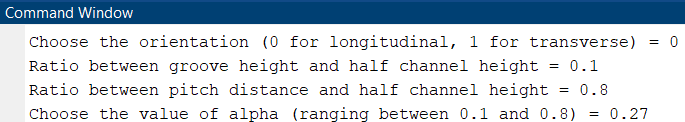 Command Window
Choose the orientation (0 for longitudinal, 1 for transverse) = 0
Ratio between groove height and half channel height = 0.1
Ratio between pitch distance and half channel height = 0.8
Choose the value of alpha (ranging between 0.1 and 0.8) = 0.27